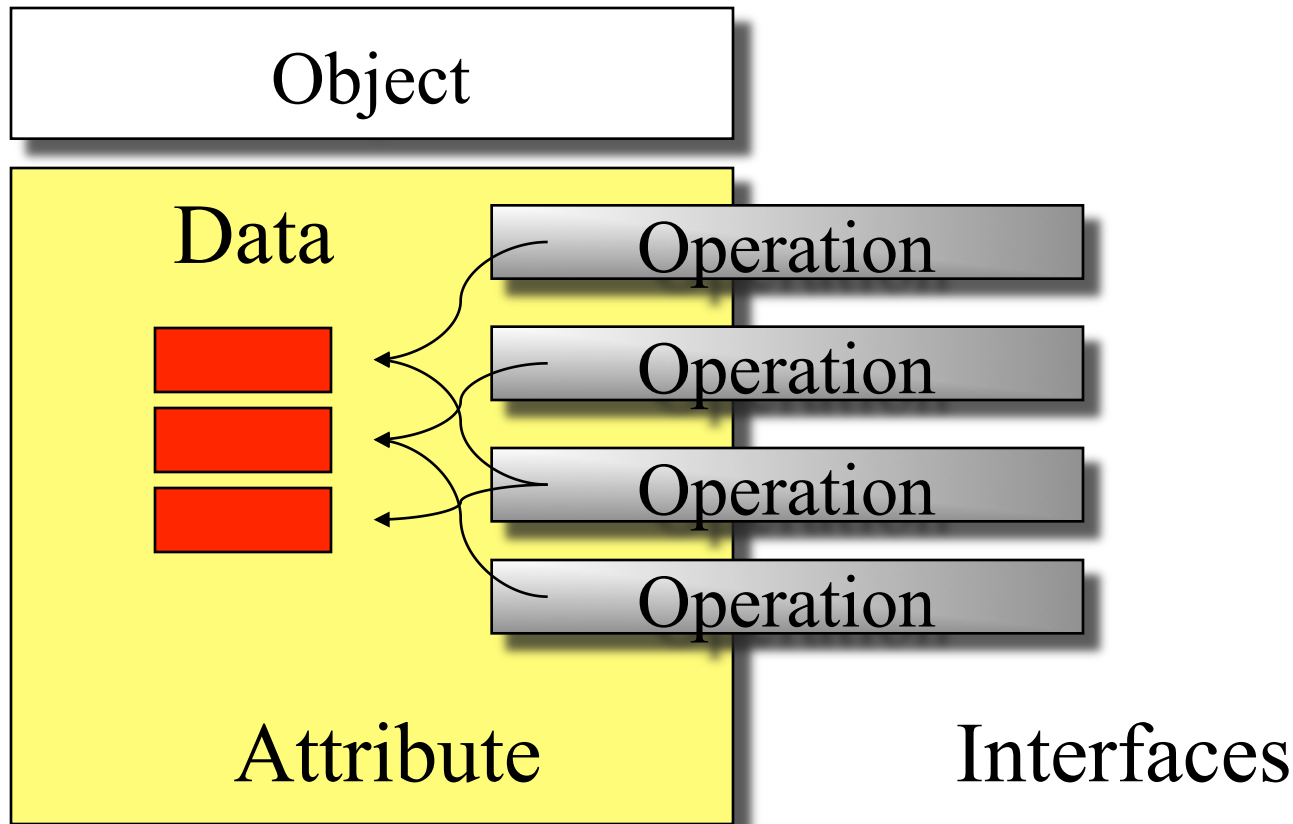 Object
Data
Operation
Operation
Operation
Operation
Attribute
Interfaces